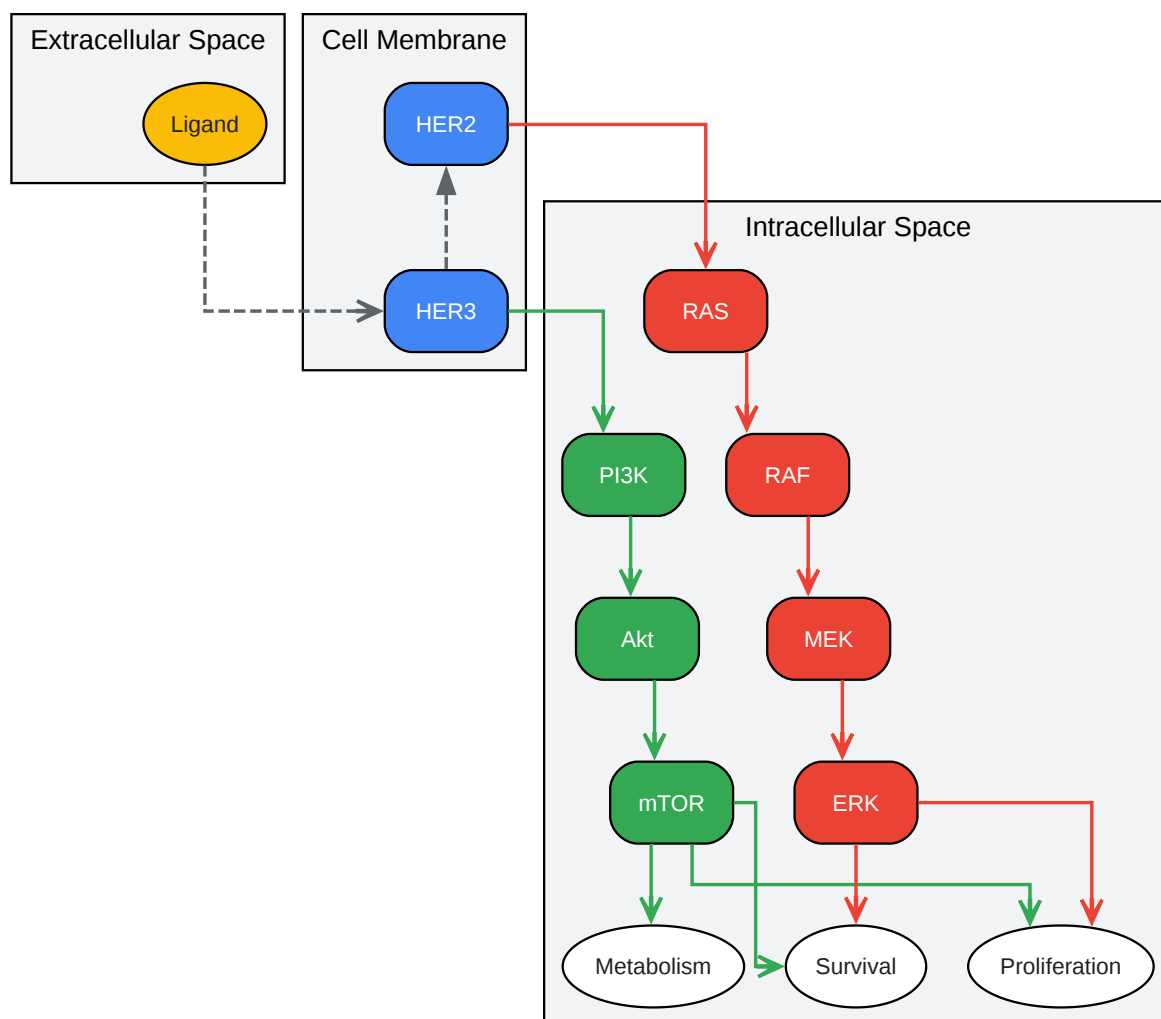 Extracellular Space
Cell Membrane
Ligand
HER2
Intracellular Space
HER3
RAS
PI3K
RAF
Akt
MEK
mTOR
ERK
Metabolism
Survival
Proliferation